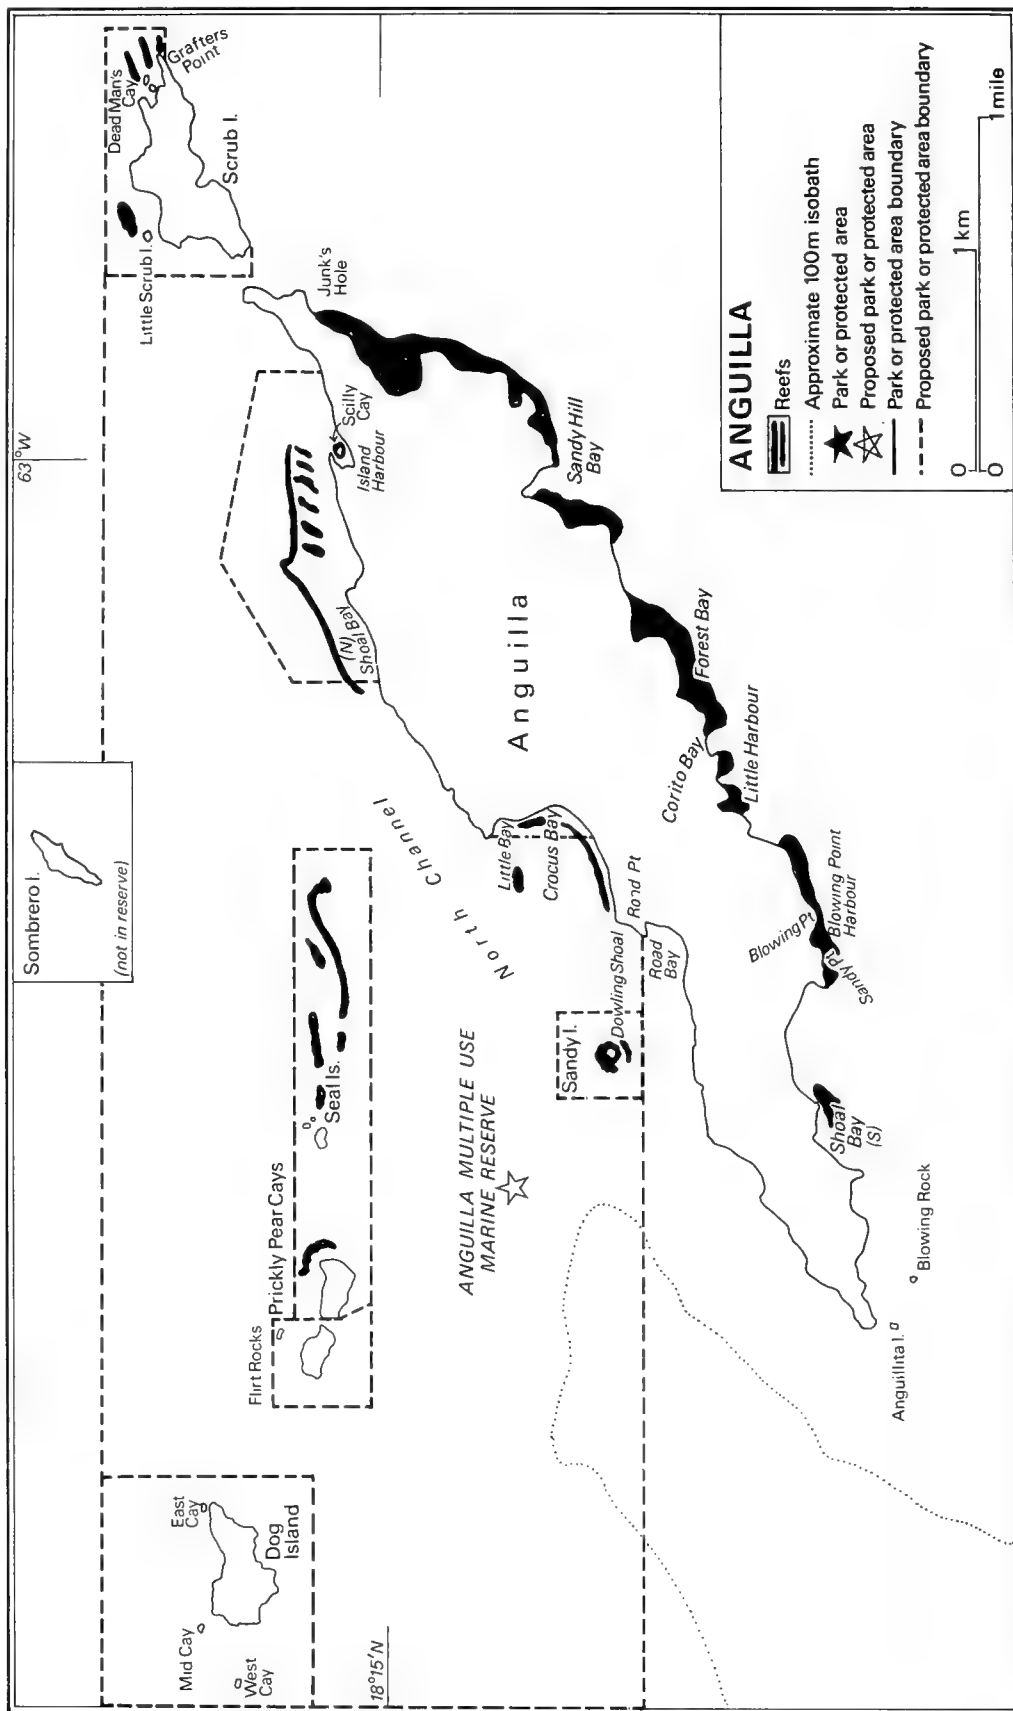 63°W
18°15'N
Sombrero I.
(not in reserve)
Mid Cay
West
Cay
East
Cay
Dog
Island
Flirt Rocks
Prickly Pear Cays
Seal Is.
North Channel
ANGUILLA MULTIPLE USE
MARINE RESERVE
Sandy I.
Dowling Shoal
Road Pt
Road
Bay
Little Bay
Crocus Bay
(N)
Shoal Bay
Island
Harbour
Scilly
Cay
Little Scrub I.
Dead Man's
Cay
Grafters
Point
Scrub I.
Junk's
Hole
Sandy Hill
Bay
Anguilla
Forest Bay
Corito Bay
Little Harbour
Blowing Pt
Blowing Point
Harbour
Sandy Pt
Shoal
Bay
(S)
Blowing Rock
Anguillita I.
ANGUILLA
Reefs
Approximate 100m isobath
Park or protected area
Proposed park or protected area
Park or protected area boundary
Proposed park or protected area boundary
0 1 km
0 1 mile